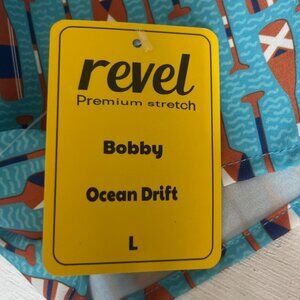 revel
Premium stretch
Bobby
Ocean Drift
L